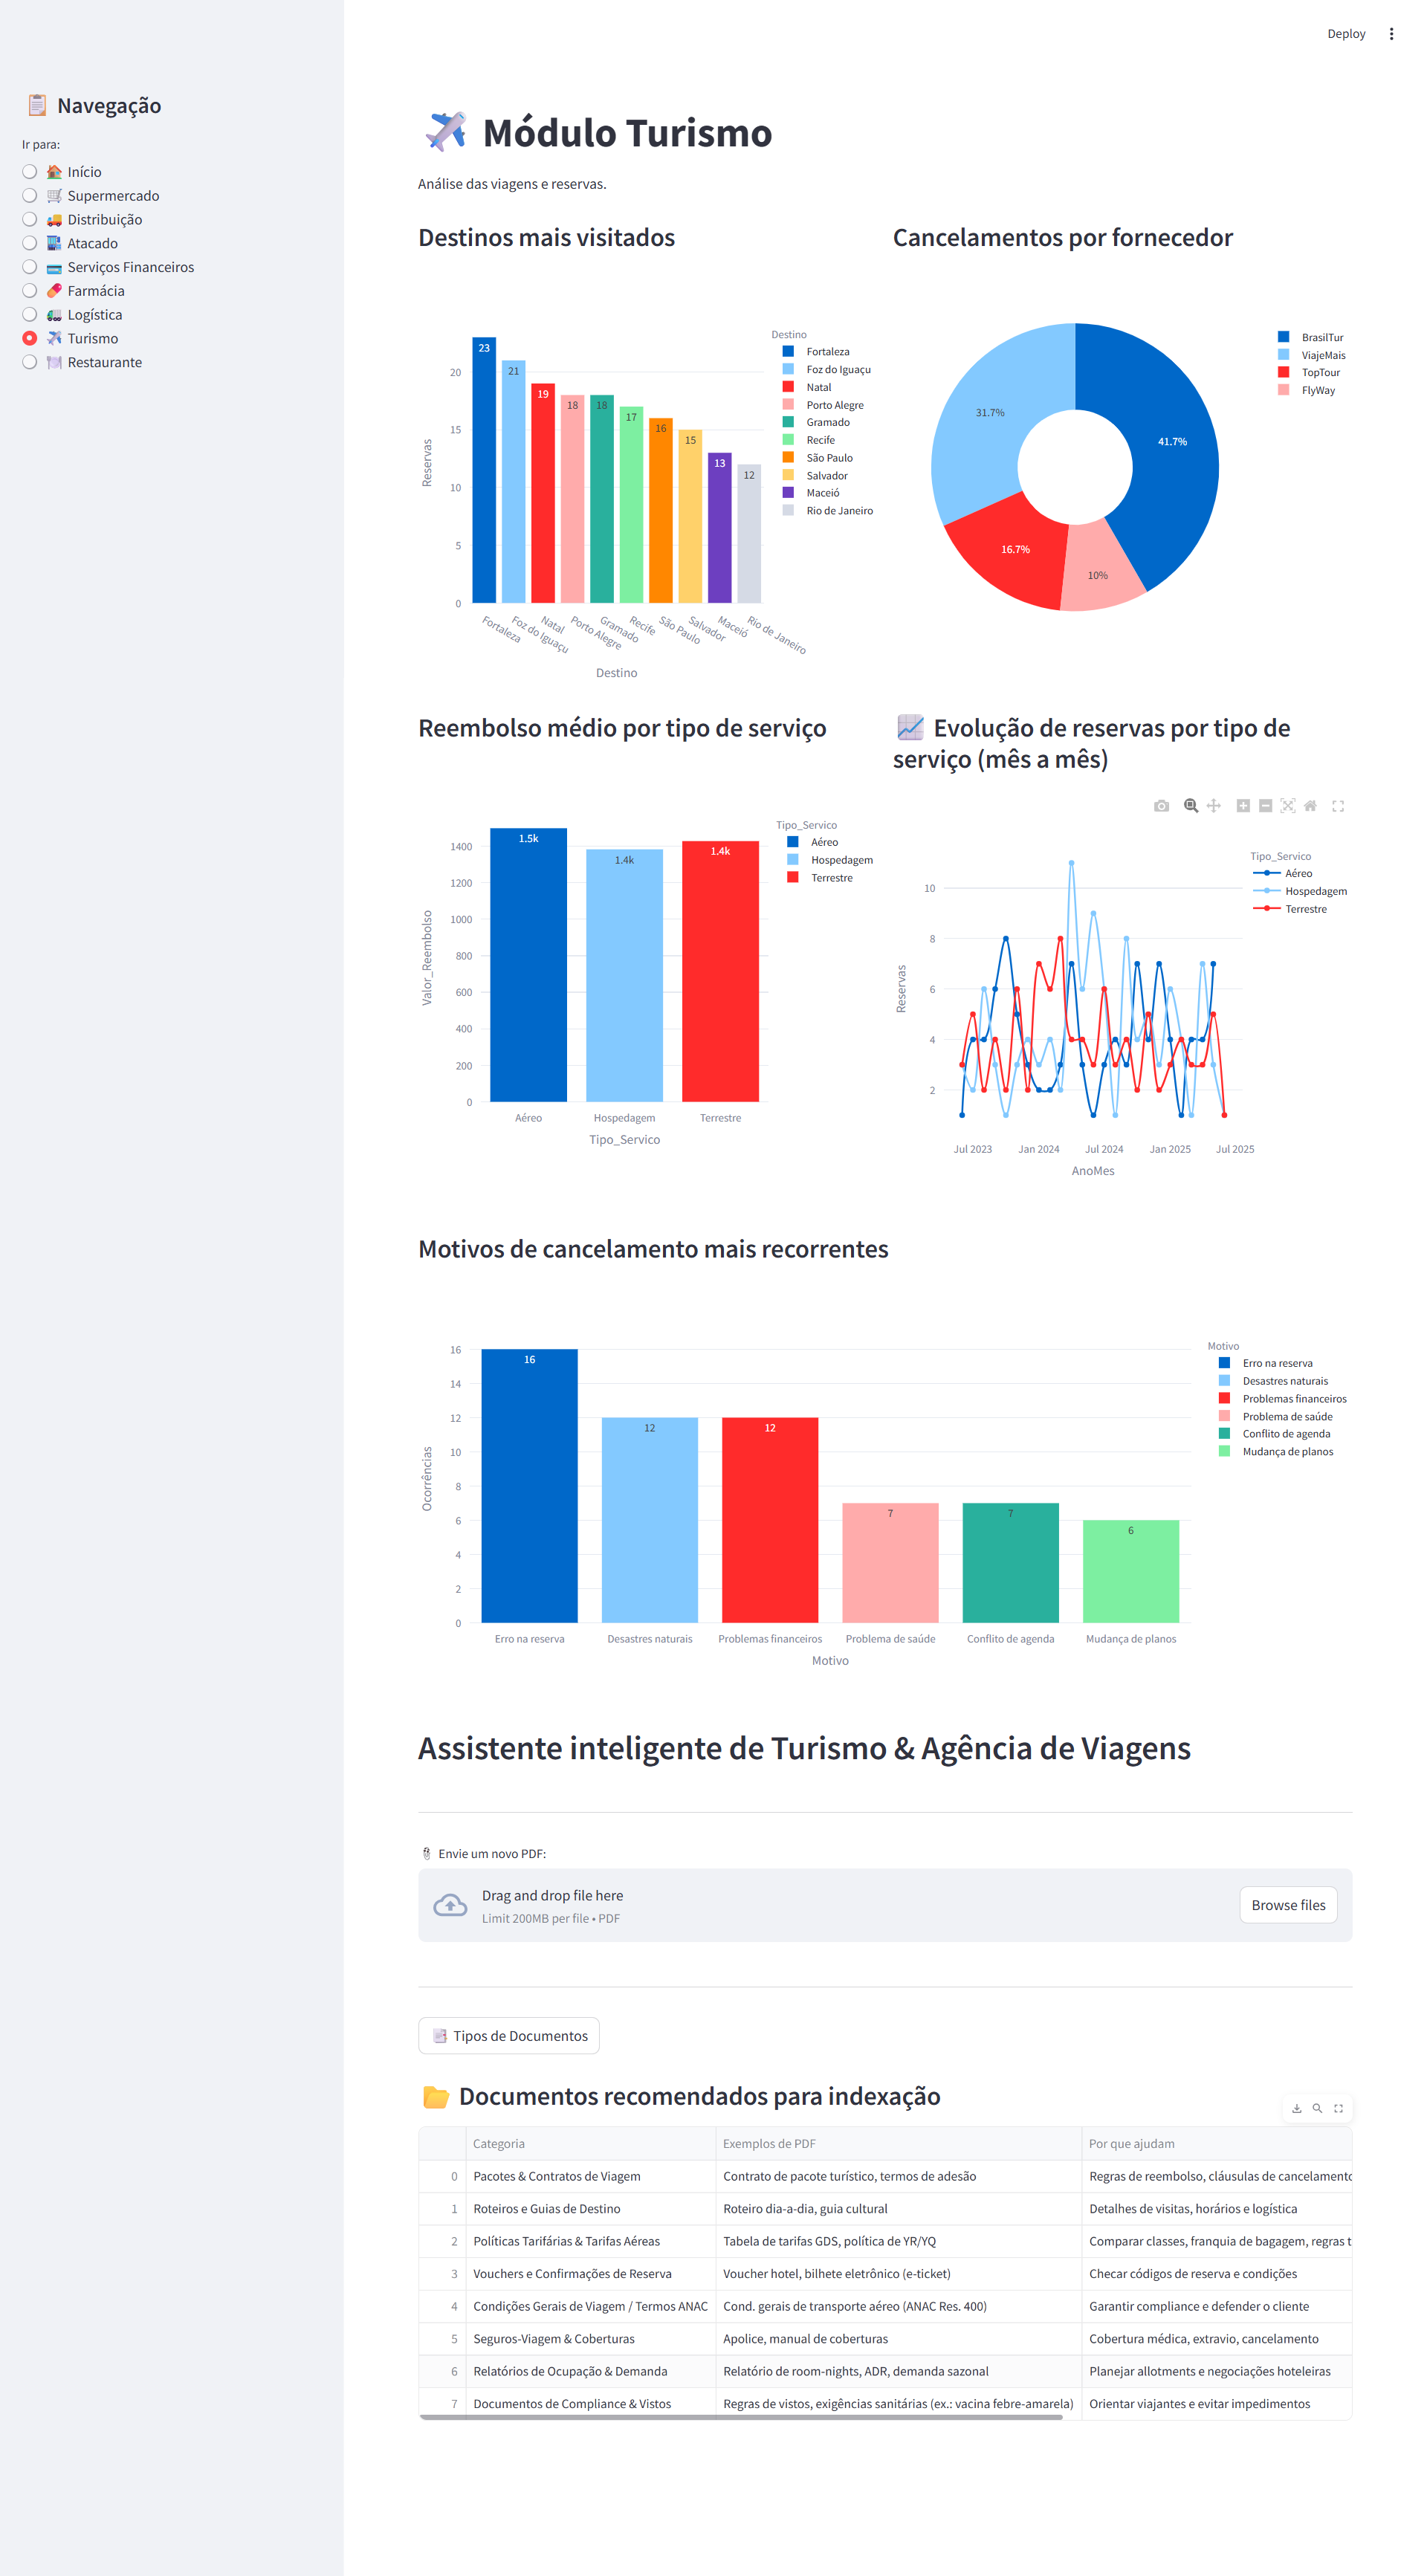 Deploy
Navegação
Ir para:
Início
Supermercado
Distribuição
Atacado
Serviços Financeiros
Farmácia
Logística
Turismo
Restaurante
Módulo Turismo
Análise das viagens e reservas.
Destinos mais visitados
23
21
19
18
18
17
16
15
13
12
20
15
10
5
0
Reservas
Fortaleza
Foz do Iguaçu
Natal
Porto Alegre
Gramado
Recife
São Paulo
Salvador
Maceió
Rio de Janeiro
Destino
Destino
Fortaleza
Foz do Iguaçu
Natal
Porto Alegre
Gramado
Recife
São Paulo
Salvador
Maceió
Rio de Janeiro
Cancelamentos por fornecedor
41.7%
31.7%
16.7%
10%
BrasilTur
ViajeMais
TopTour
FlyWay
Reembolso médio por tipo de serviço
1.5k
1.4k
1.4k
1400
1200
1000
800
600
400
200
0
Valor_Reembolso
Aéreo
Hospedagem
Terrestre
Tipo_Servico
Tipo_Servico
Aéreo
Hospedagem
Terrestre
Evolução de reservas por tipo de
serviço (mês a mês)
10
8
6
4
2
Reservas
Jul 2023
Jan 2024
Jul 2024
Jan 2025
Jul 2025
AnoMes
Tipo_Servico
Aéreo
Hospedagem
Terrestre
Motivos de cancelamento mais recorrentes
16
12
12
7
7
6
16
14
12
10
8
6
4
2
0
Ocorrências
Erro na reserva
Desastres naturais
Problemas financeiros
Problema de saúde
Conflito de agenda
Mudança de planos
Motivo
Motivo
Erro na reserva
Desastres naturais
Problemas financeiros
Problema de saúde
Conflito de agenda
Mudança de planos
Assistente inteligente de Turismo & Agência de Viagens
Envie um novo PDF:
Drag and drop file here
Limit 200MB per file • PDF
Browse files
Tipos de Documentos
Documentos recomendados para indexação
Categoria Exemplos de PDF Por que ajudam
0 Pacotes & Contratos de Viagem Contrato de pacote turístico, termos de adesão Regras de reembolso, cláusulas de cancelamento
1 Roteiros e Guias de Destino Roteiro dia-a-dia, guia cultural Detalhes de visitas, horários e logística
2 Políticas Tarifárias & Tarifas Aéreas Tabela de tarifas GDS, política de YR/YQ Comparar classes, franquia de bagagem, regras t
3 Vouchers e Confirmações de Reserva Voucher hotel, bilhete eletrônico (e-ticket) Checar códigos de reserva e condições
4 Condições Gerais de Viagem / Termos ANAC Cond. gerais de transporte aéreo (ANAC Res. 400) Garantir compliance e defender o cliente
5 Seguros-Viagem & Coberturas Apolice, manual de coberturas Cobertura médica, extravio, cancelamento
6 Relatórios de Ocupação & Demanda Relatório de room-nights, ADR, demanda sazonal Planejar allotments e negociações hoteleiras
7 Documentos de Compliance & Vistos Regras de vistos, exigências sanitárias (ex.: vacina febre-amarela) Orientar viajantes e evitar impedimentos